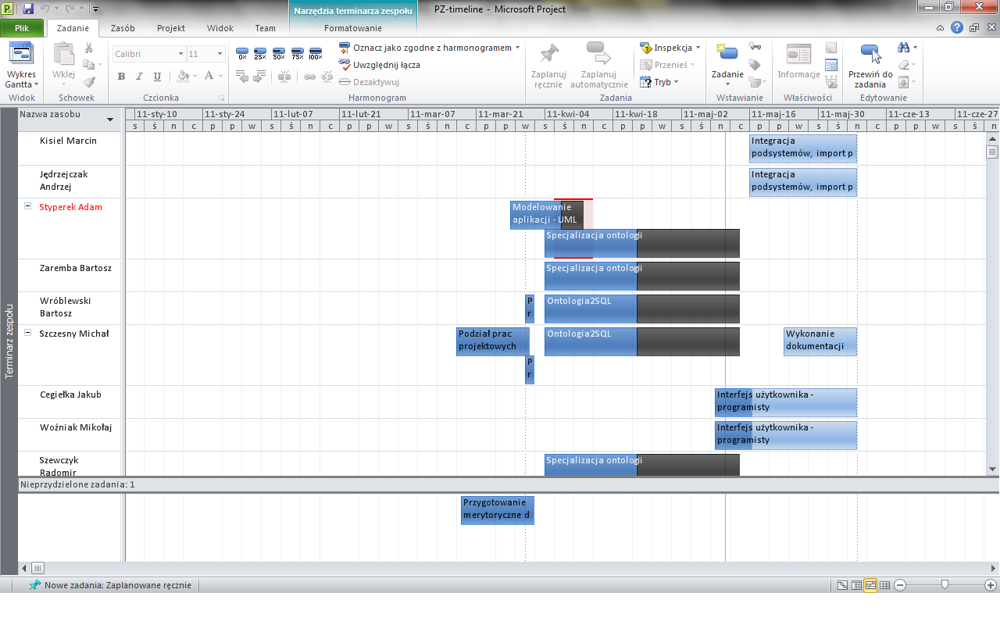 Narzędzia terminarza zespołu
PZ-timeline - Microsoft Project
Plik
Zadanie
Zasób
Projekt
Widok
Team
Formatowanie
Wykres Gantta
Wklej
Calibri
11
B I U
A
0% 25% 50% 75% 100%
Oznacz jako zgodne z harmonogramem
Uwzględnij łącza
Dezaktywuj
Zaplanuj ręcznie
Zaplanuj automatycznie
Inspekcja
Przenieś
Tryb
Zadanie
Informacje
Przewiń do zadania
Widok
Schowek
Czcionka
Harmonogram
Zadania
Wstawianie
Właściwości
Edytowanie
Nazwa zasobu
11-sty-10 11-sty-24 11-lut-07 11-lut-21 11-mar-07 11-mar-21 11-kwi-04 11-kwi-18 11-maj-02 11-maj-16 11-maj-30 11-cze-13 11-cze-27
s ś n c p p w s ś n c p p w s ś n c p p w s ś n c p p w s ś n c p p w s ś n c p p w s ś n
Kisiel Marcin
Integracja
podsystemów, import p
Jędrzejczak
Andrzej
Integracja
podsystemów, import p
Styperek Adam
Modelowanie
aplikacji - UML
Specjalizacja ontologii
Zaremba Bartosz
Specjalizacja ontologii
Wróblewski
Bartosz
P
r
Ontologia2SQL
Szczesny Michał
Podział prac
projektowych
P
r
Ontologia2SQL
Wykonanie
dokumentacji
Cegiełka Jakub
Interfejs użytkownika -
programisty
Woźniak Mikołaj
Interfejs użytkownika -
programisty
Szewczyk
Radomir
Specjalizacja ontologii
Terminarz zespołu
Nieprzydzielone zadania: 1
Przygotowanie
merytoryczne d
Nowe zadania: Zaplanowane ręcznie